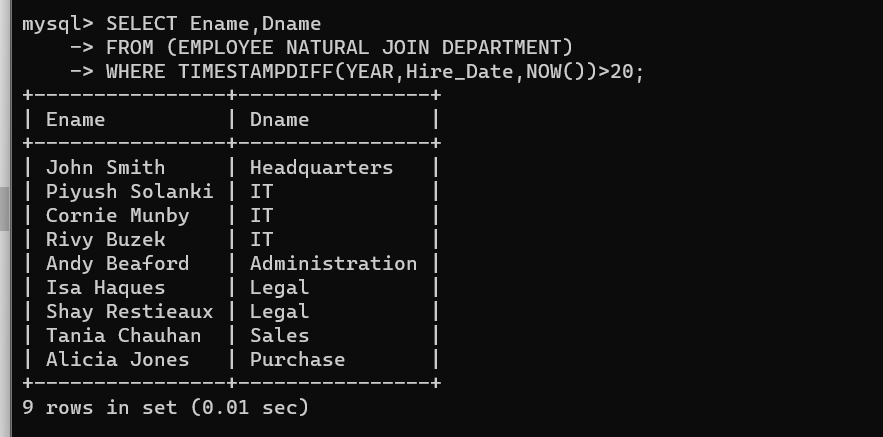 mysql> SELECT Ename,Dname
    -> FROM (EMPLOYEE NATURAL JOIN DEPARTMENT)
    -> WHERE TIMESTAMPDIFF(YEAR,Hire_Date,NOW())>20;
+----------------+----------------+
| Ename          | Dname          |
+----------------+----------------+
| John Smith     | Headquarters   |
| Piyush Solanki | IT             |
| Cornie Munby   | IT             |
| Rivy Buzek     | IT             |
| Andy Beaford   | Administration |
| Isa Haques     | Legal          |
| Shay Restieaux | Legal          |
| Tania Chauhan  | Sales          |
| Alicia Jones   | Purchase       |
+----------------+----------------+
9 rows in set (0.01 sec)